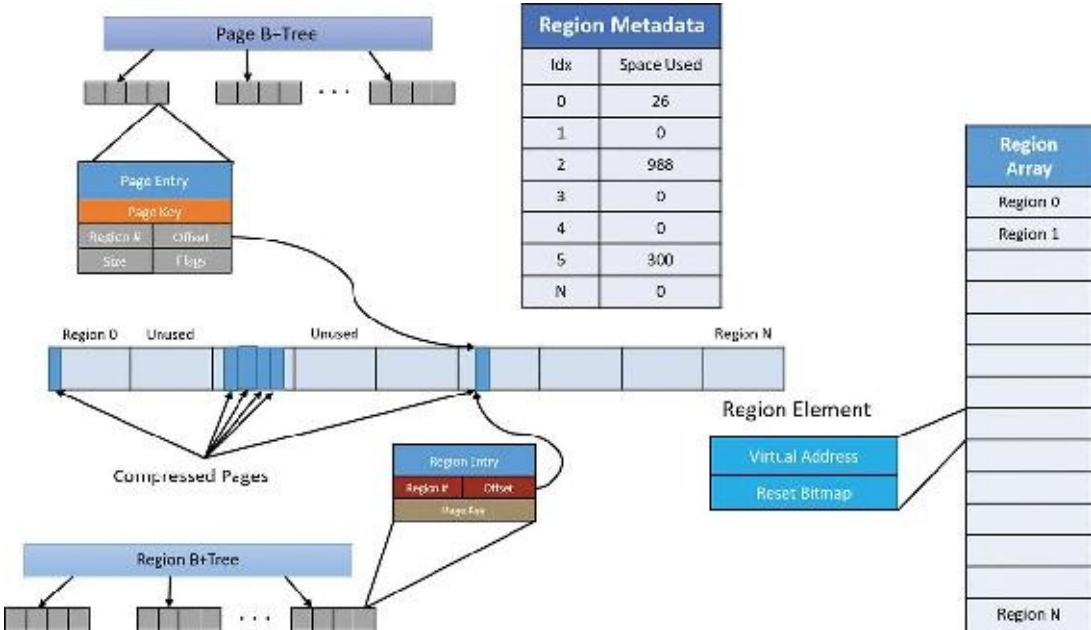 Page B+Tree
. . .
Page Entry
Page Key
Region # Offset
Size Flags
Region Metadata
Idx Space Used
0 26
1 0
2 988
3 0
4 0
5 300
N 0
Region Array
Region 0
Region 1
Region N
Region 0 Unused Unused Region N
Compressed Pages
Region Element
Virtual Address
Reset Bitmap
Region Entry
Region # Offset
Page Key
Region B+Tree
. . .